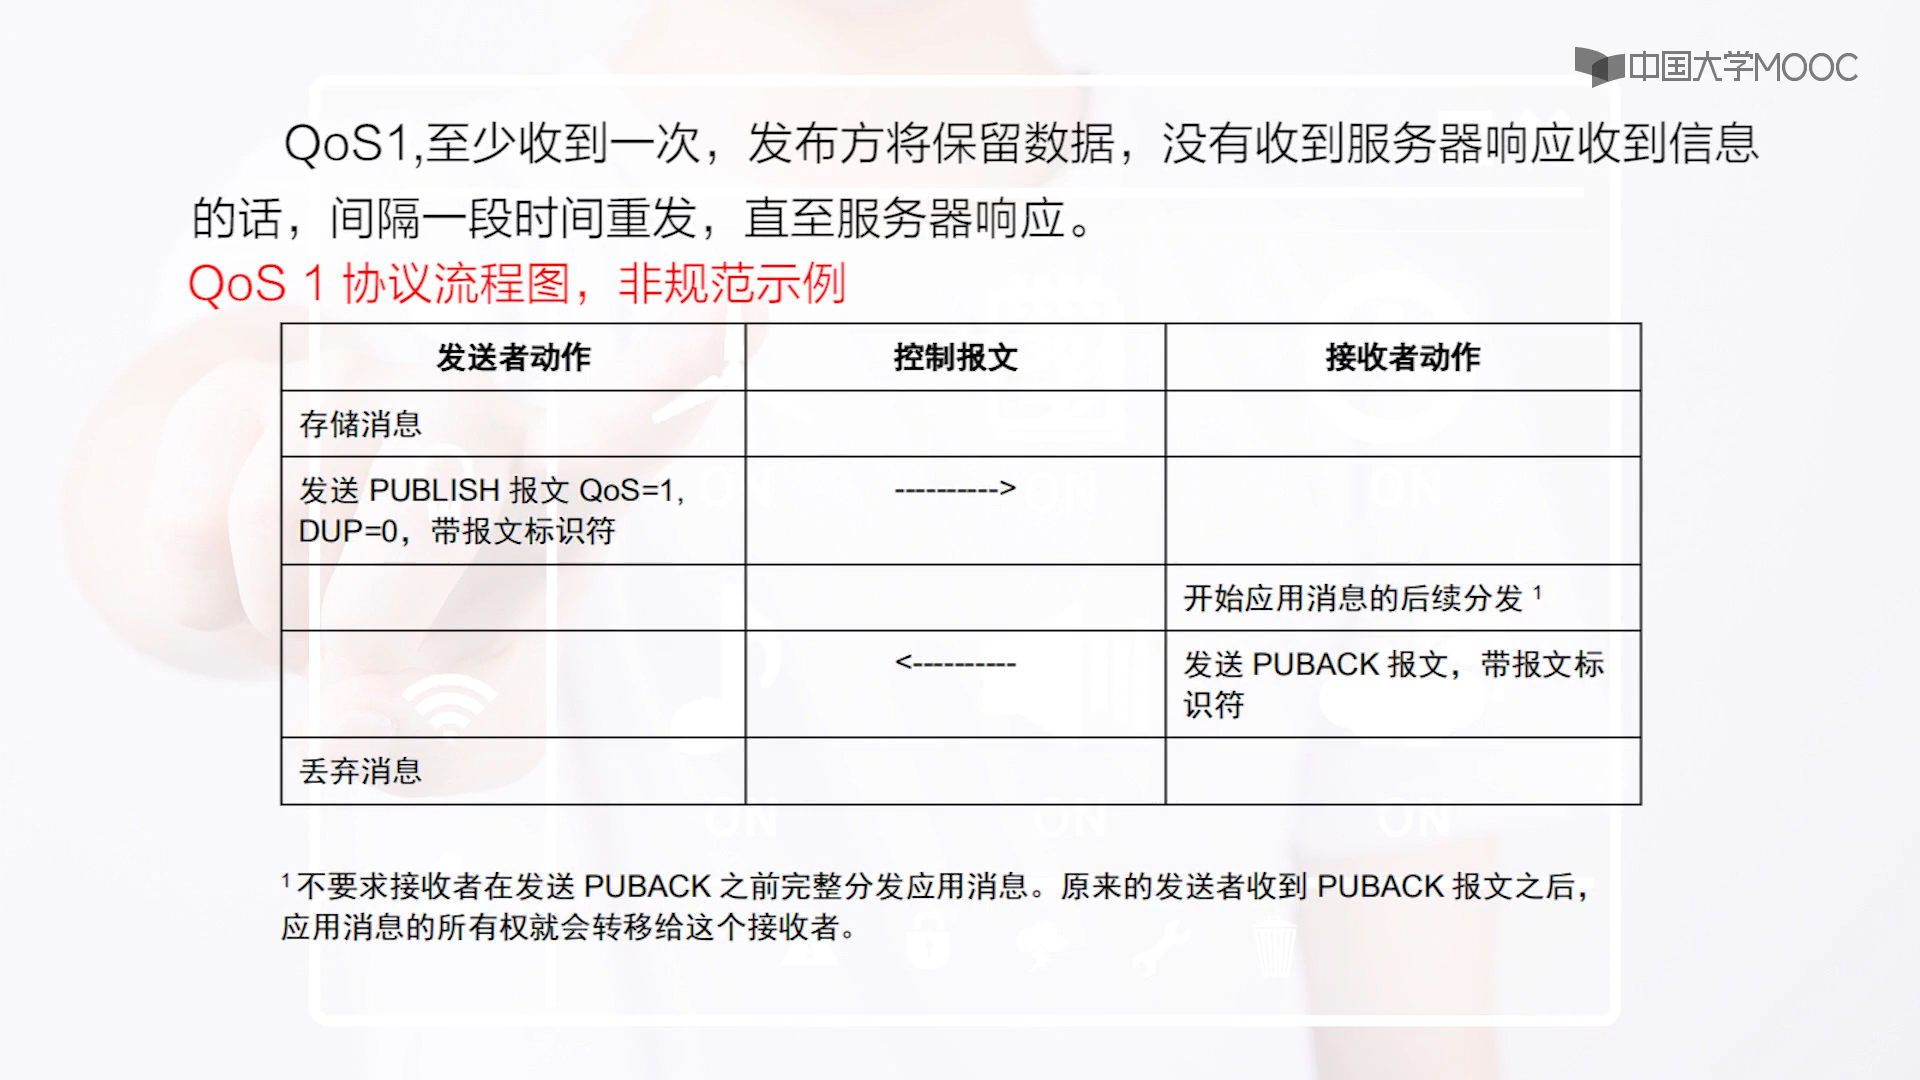 中国大学MOOC
QoS1,至少收到一次，发布方将保留数据，没有收到服务器响应收到信息
的话，间隔一段时间重发，直至服务器响应。
QoS 1 协议流程图，非规范示例
发送者动作 控制报文 接收者动作
存储消息
发送 PUBLISH 报文 QoS=1, ---------->
DUP=0，带报文标识符
开始应用消息的后续分发 1
<---------- 发送 PUBACK 报文，带报文标
识符
丢弃消息
1 不要求接收者在发送 PUBACK 之前完整分发应用消息。原来的发送者收到 PUBACK 报文之后，
应用消息的所有权就会转移给这个接收者。
ON ON ON
ON ON ON